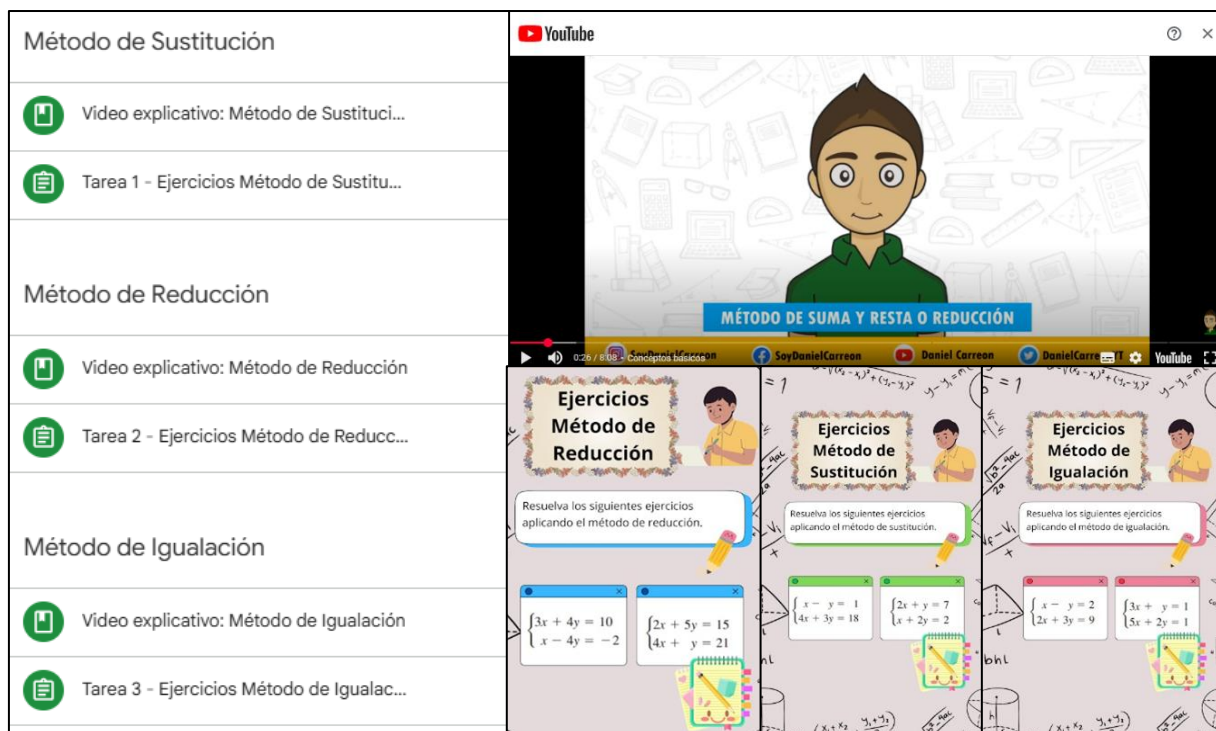 Método de Sustitución
Video explicativo: Método de Sustituci...
Tarea 1 - Ejercicios Método de Sustitu...
Método de Reducción
Video explicativo: Método de Reducción
Tarea 2 - Ejercicios Método de Reducc...
Método de Igualación
Video explicativo: Método de Igualación
Tarea 3 - Ejercicios Método de Igualac...
YouTube
MÉTODO DE SUMA Y RESTA O REDUCCIÓN
SoyDanielCarreon
SoyDanielCarreon
Daniel Carreon
0:26 / 8:08 • Conceptos básicos
YouTube
Ejercicios
Método de
Reducción
Resuelva los siguientes ejercicios
aplicando el método de reducción.
3x + 4y = 10
x − 4y = −2
2x + 5y = 15
4x + y = 21
Ejercicios
Método de
Sustitución
Resuelva los siguientes ejercicios
aplicando el método de sustitución.
x − y = 1
4x + 3y = 18
2x + y = 7
x + 2y = 2
Ejercicios
Método de
Igualación
Resuelva los siguientes ejercicios
aplicando el método de igualación.
x − y = 2
2x + 3y = 9
3x + y = 1
5x + 2y = 1